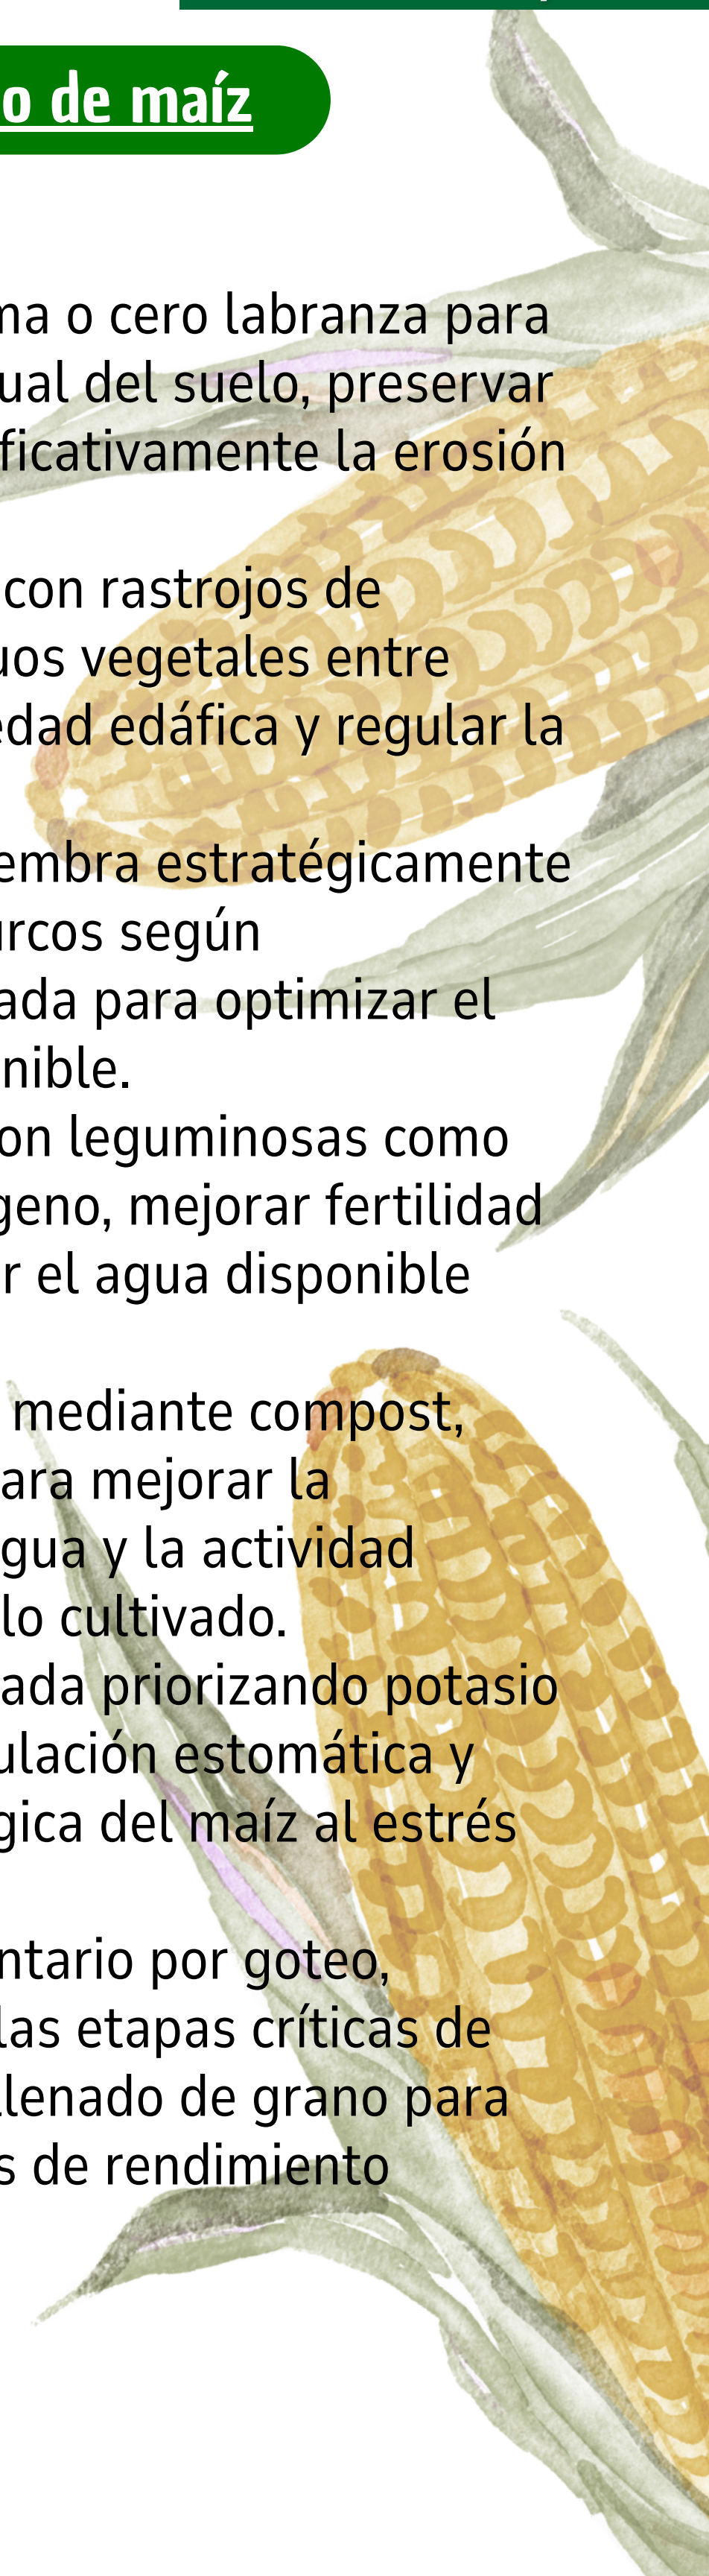 o de maíz
ma o cero labranza para
ual del suelo, preservar
ficativamente la erosión
con rastrojos de
uos vegetales entre
edad edáfica y regular la
embra estratégicamente
urcos según
ada para optimizar el
nible.
on leguminosas como
geno, mejorar fertilidad
r el agua disponible
mediante compost,
ara mejorar la
gua y la actividad
lo cultivado.
ada priorizando potasio
ulación estomática y
gica del maíz al estrés
ntario por goteo,
las etapas críticas de
llenado de grano para
s de rendimiento